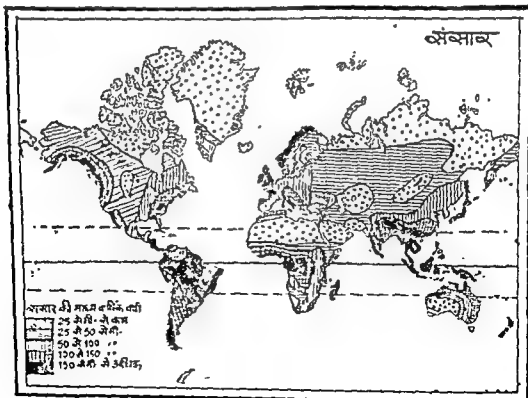 संसार
संसार की माध्य वार्षिक वर्षा
25 से॰मी॰ से कम
25 से 50 से॰मी॰
50 से 100 "
100 से 150 "
150 से॰मी॰ से अधिक